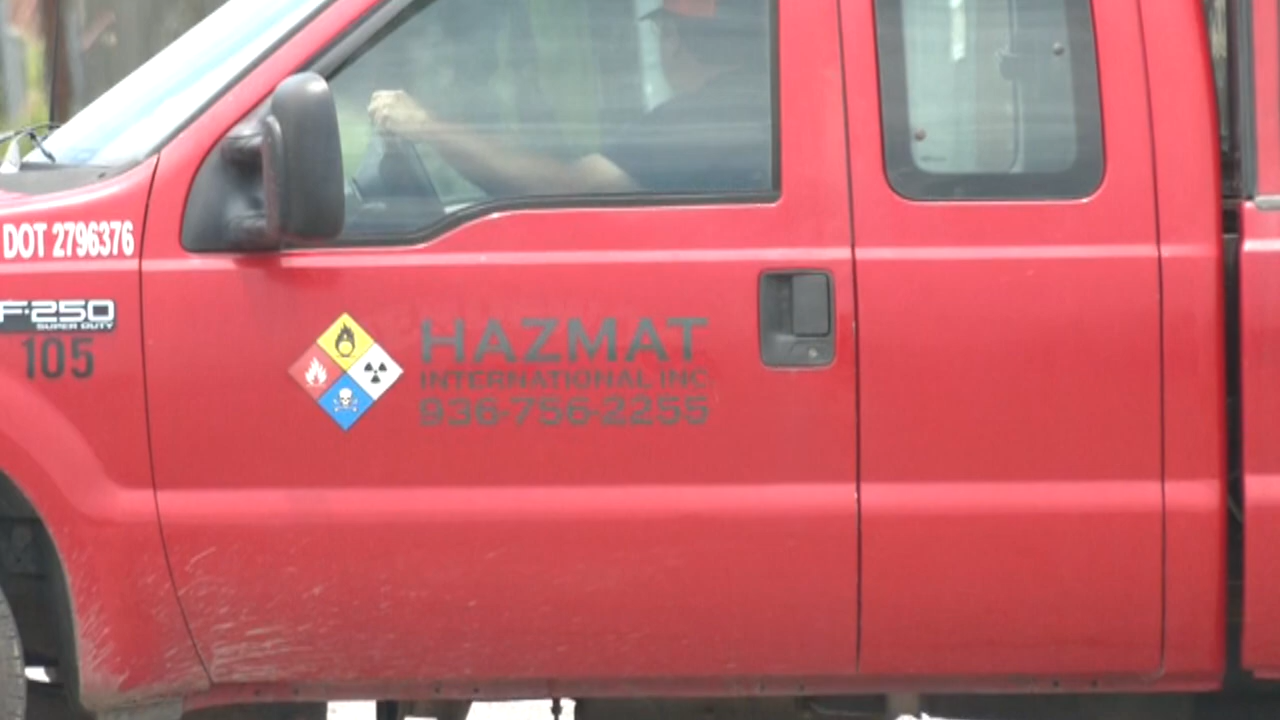 DOT 2796376
F-250
SUPER DUTY
105
HAZMAT
INTERNATIONAL INC.
936-756-2255